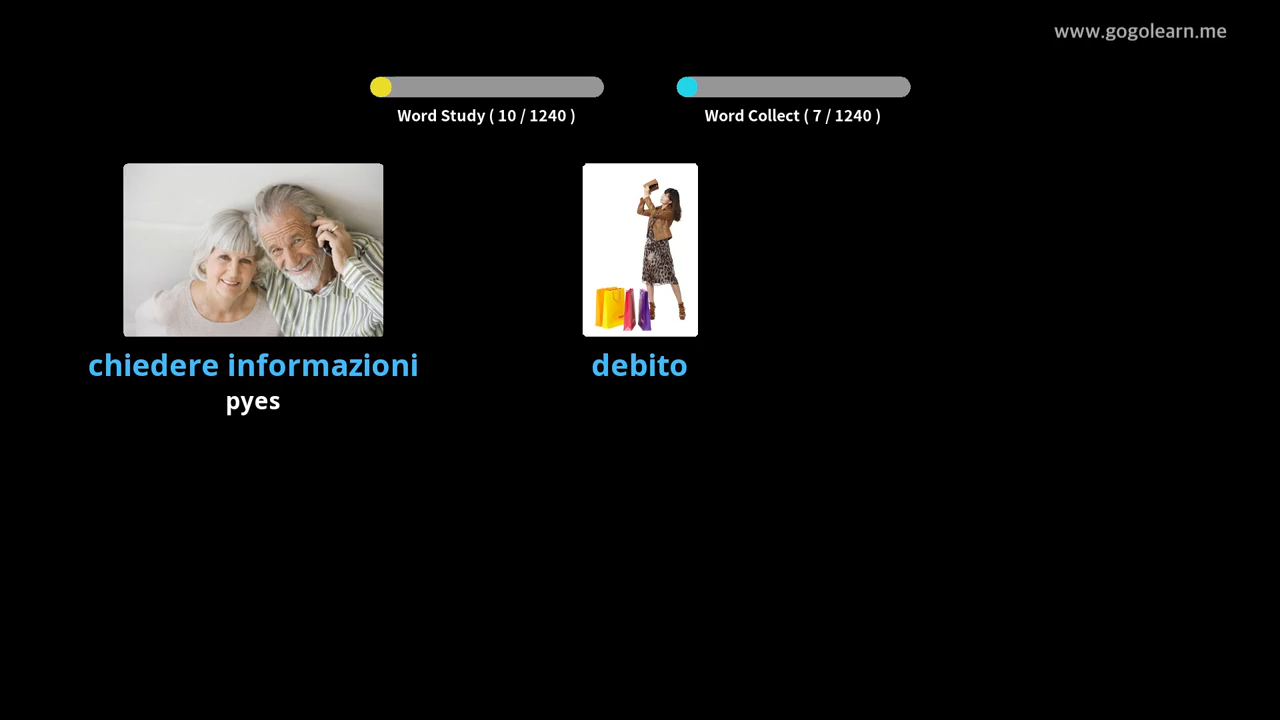 www.gogolearn.me
Word Study ( 10 / 1240 )
Word Collect ( 7 / 1240 )
chiedere informazioni
debito
pyes